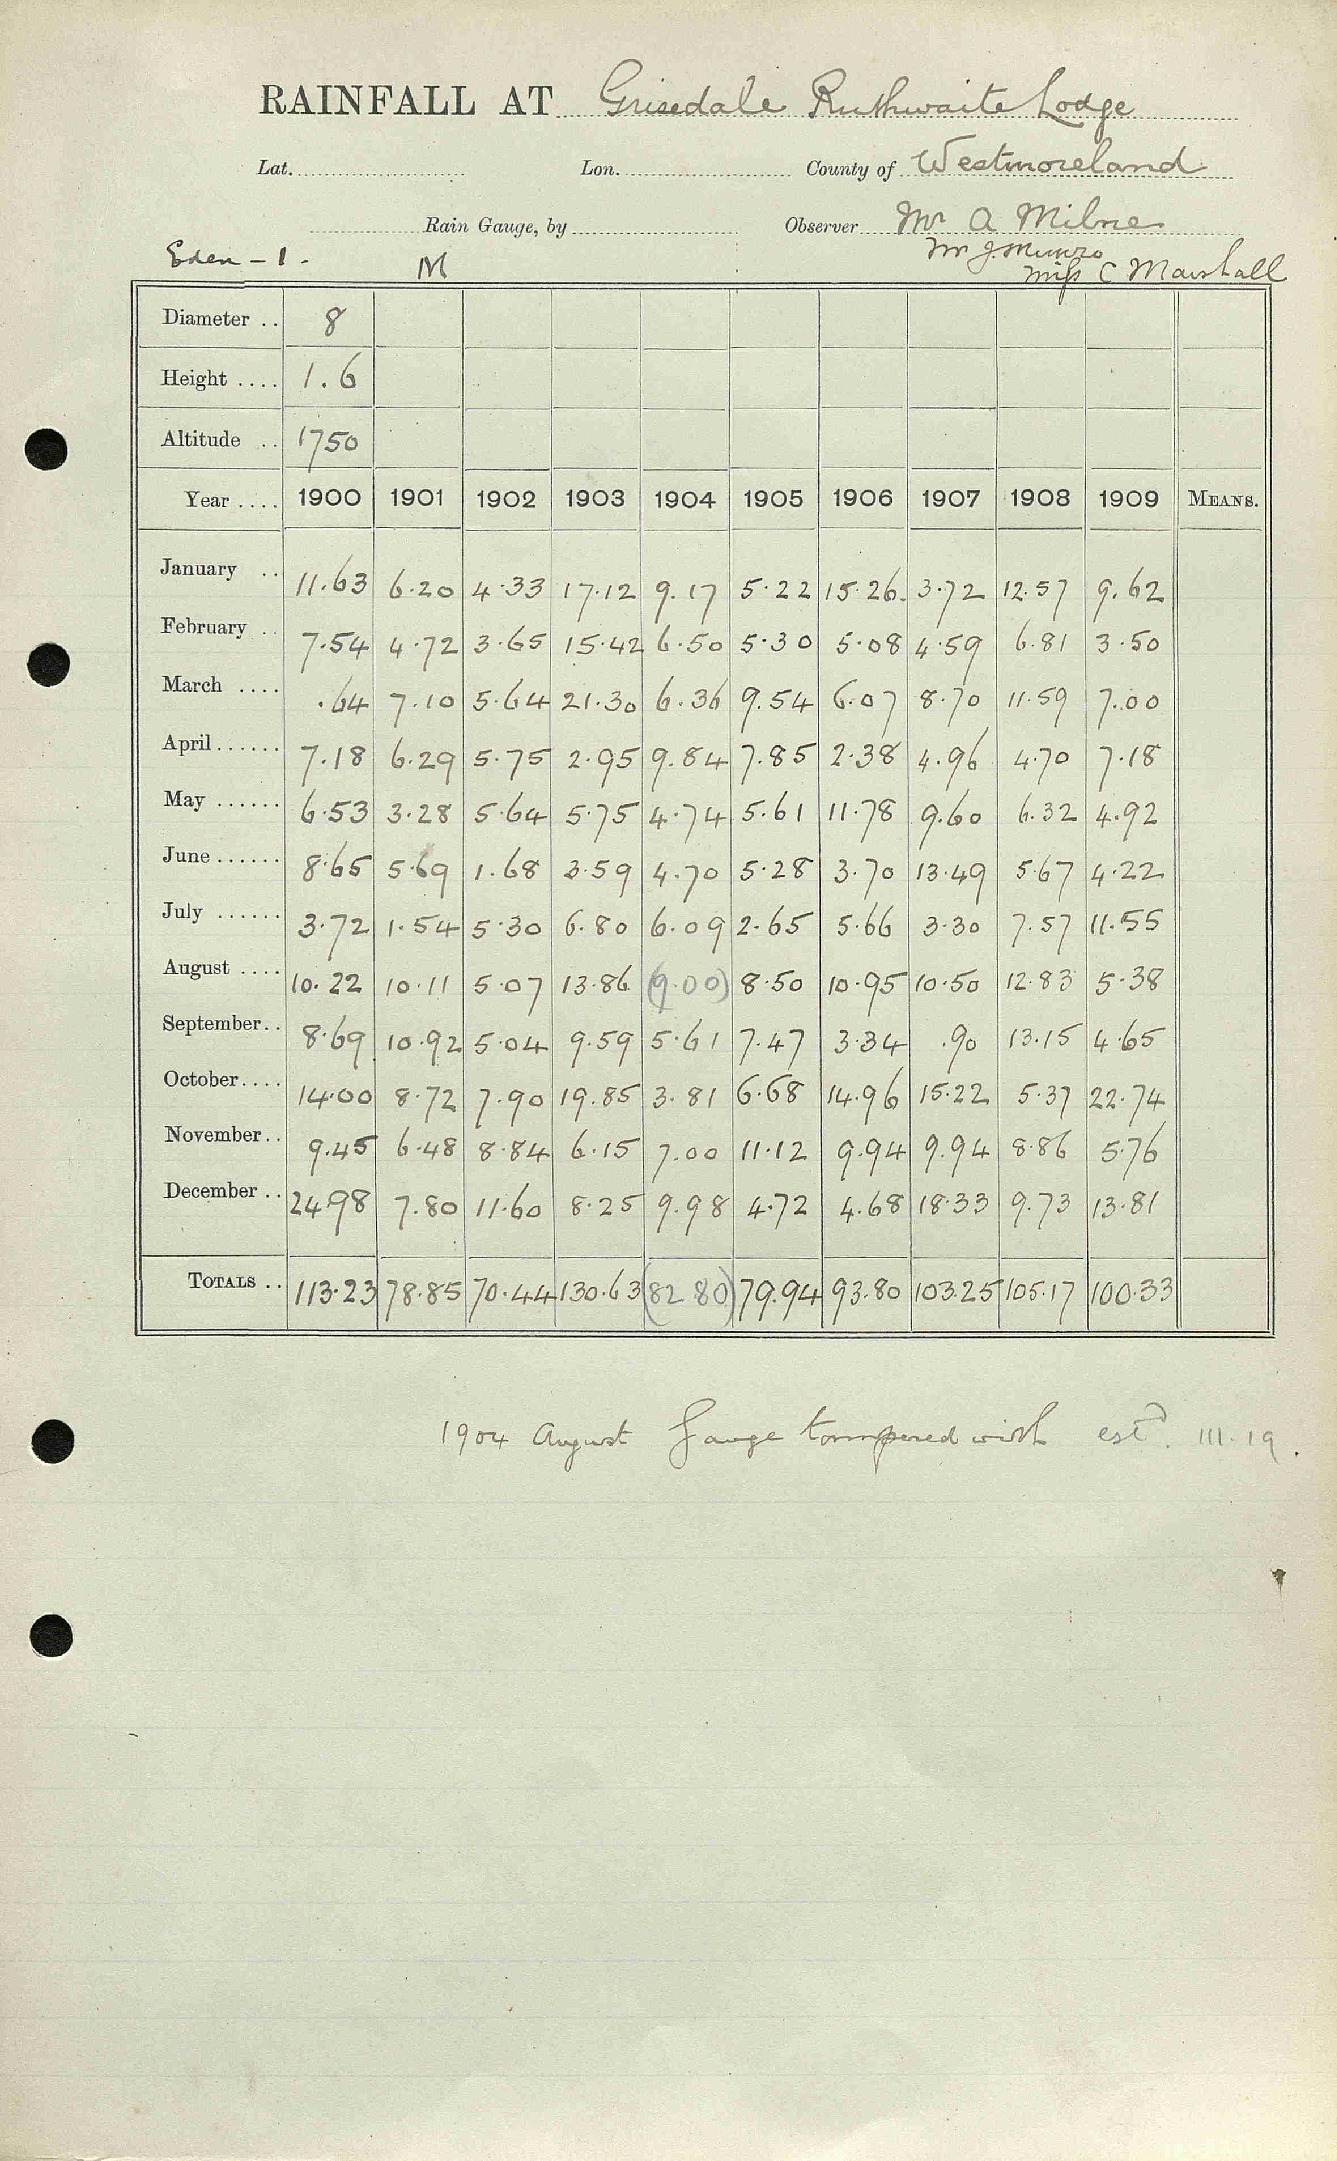 RAINFALL AT Grisedale Ruthwaite Lodge
Lat. Lon. County of Westmoreland
Rain Gauge, by Observer Mr A Milne
Eden - 1. M Mr J. Munro
Miss C Marshall
Diameter .. 8
Height .... 1.6
Altitude .. 1750
Year .... 1900 1901 1902 1903 1904 1905 1906 1907 1908 1909 MEANS.
January .. 11.63 6.20 4.33 17.12 9.17 5.22 15.26 3.72 12.57 9.62
February .. 7.54 4.72 3.65 15.42 6.50 5.30 5.08 4.59 6.81 3.50
March .... .64 7.10 5.64 21.30 6.36 9.54 6.07 8.70 11.59 7.00
April ...... 7.18 6.29 5.75 2.95 9.84 7.85 2.38 4.96 4.70 7.18
May ...... 6.53 3.28 5.64 5.75 4.74 5.61 11.78 9.60 6.32 4.92
June ...... 8.65 5.69 1.68 3.59 4.70 5.28 3.70 13.49 5.67 4.22
July ...... 3.72 1.54 5.30 6.80 6.09 2.65 5.66 3.30 7.57 11.55
August .... 10.22 10.11 5.07 13.86 (9.00) 8.50 10.95 10.50 12.83 5.38
September.. 8.69 10.92 5.04 9.59 5.61 7.47 3.34 .90 13.15 4.65
October.... 14.00 8.72 7.90 19.85 3.81 6.68 14.96 15.22 5.37 22.74
November.. 9.45 6.48 8.84 6.15 7.00 11.12 9.94 9.94 8.86 5.76
December .. 24.98 7.80 11.60 8.25 9.98 4.72 4.68 18.33 9.73 13.81
TOTALS .. 113.23 78.85 70.44 130.63 (82.80) 79.94 93.80 103.25 105.17 100.33
1904 August gauge tampered with estd. III.19.